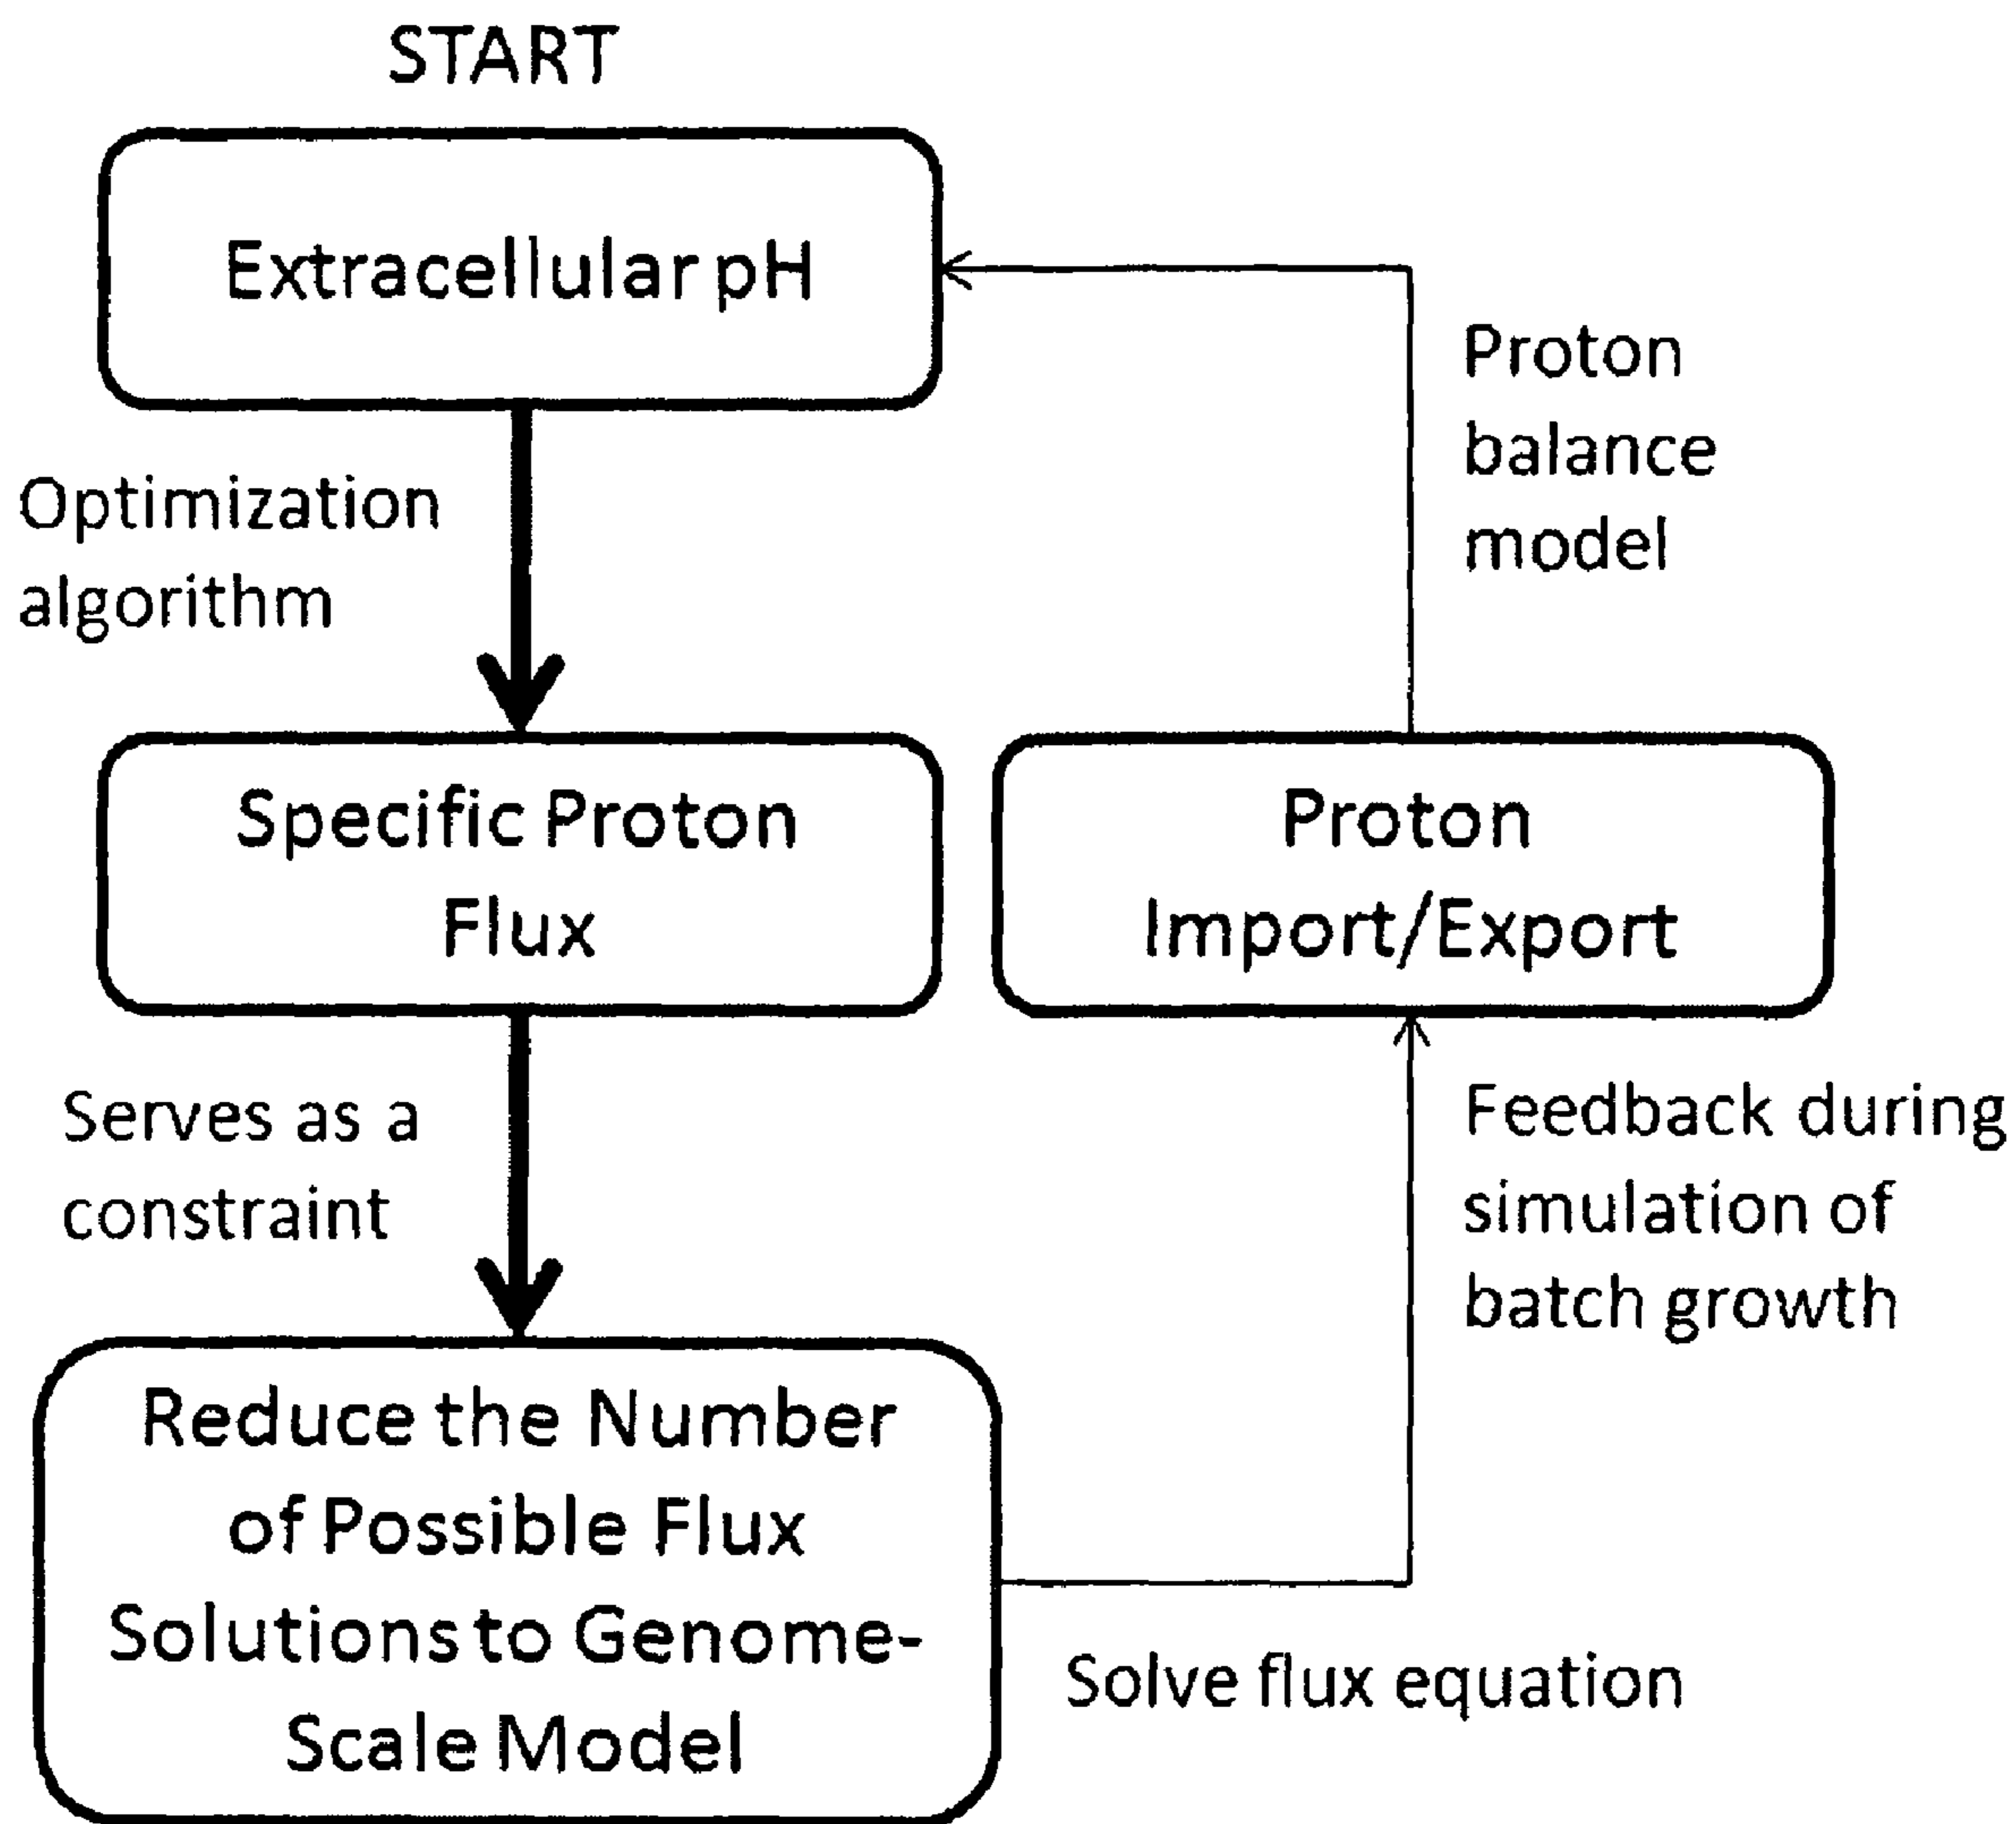 START
Extracellular pH
Optimization
algorithm
Proton
balance
model
Specific Proton
Flux
Proton
Import/Export
Serves as a
constraint
Feedback during
simulation of
batch growth
Reduce the Number
of Possible Flux
Solutions to Genome-
Scale Model
Solve flux equation